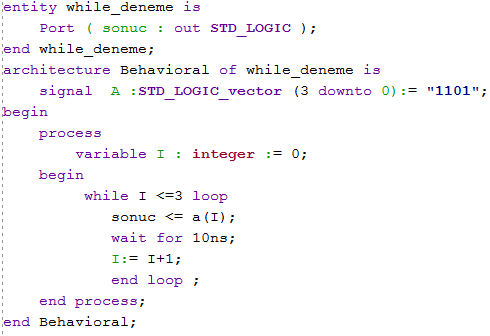 entity while_deneme is
Port ( sonuc : out STD_LOGIC );
end while_deneme;
architecture Behavioral of while_deneme is
signal A :STD_LOGIC_vector (3 downto 0):= "1101";
begin
process
variable I : integer := 0;
begin
while I <=3 loop
sonuc <= a(I);
wait for 10ns;
I:= I+1;
end loop ;
end process;
end Behavioral;